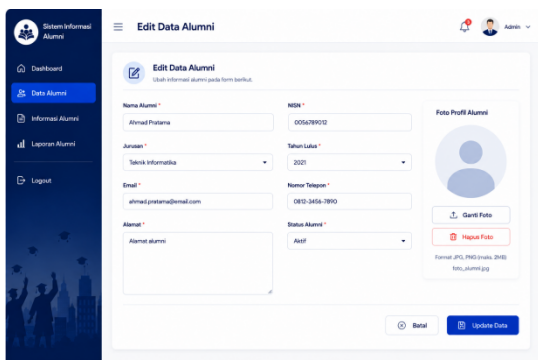 Sistem Informasi
Alumni
Dashboard
Data Alumni
Informasi Alumni
Laporan Alumni
Logout
Edit Data Alumni
Admin
Edit Data Alumni
Ubah informasi alumni pada form berikut.
Nama Alumni *
Ahmad Pratama
NISN *
0056789012
Jurusan *
Teknik Informatika
Tahun Lulus *
2021
Email *
ahmad.pratama@email.com
Nomor Telepon *
0812-3456-7890
Alamat *
Alamat alumni
Status Alumni *
Aktif
Foto Profil Alumni
Ganti Foto
Hapus Foto
Format JPG, PNG (maks. 2MB)
foto_alumni.jpg
Batal
Update Data